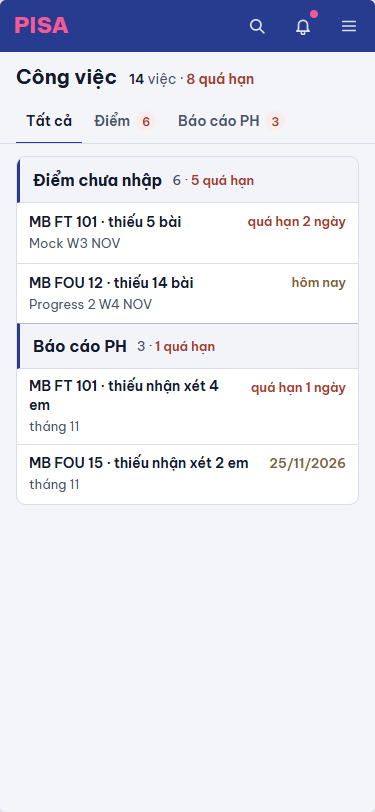 PISA
Công việc 14 việc · 8 quá hạn
Tất cả Điểm 6 Báo cáo PH 3
Điểm chưa nhập 6 · 5 quá hạn
MB FT 101 · thiếu 5 bài quá hạn 2 ngày
Mock W3 NOV
MB FOU 12 · thiếu 14 bài hôm nay
Progress 2 W4 NOV
Báo cáo PH 3 · 1 quá hạn
MB FT 101 · thiếu nhận xét 4 quá hạn 1 ngày
em
tháng 11
MB FOU 15 · thiếu nhận xét 2 em 25/11/2026
tháng 11